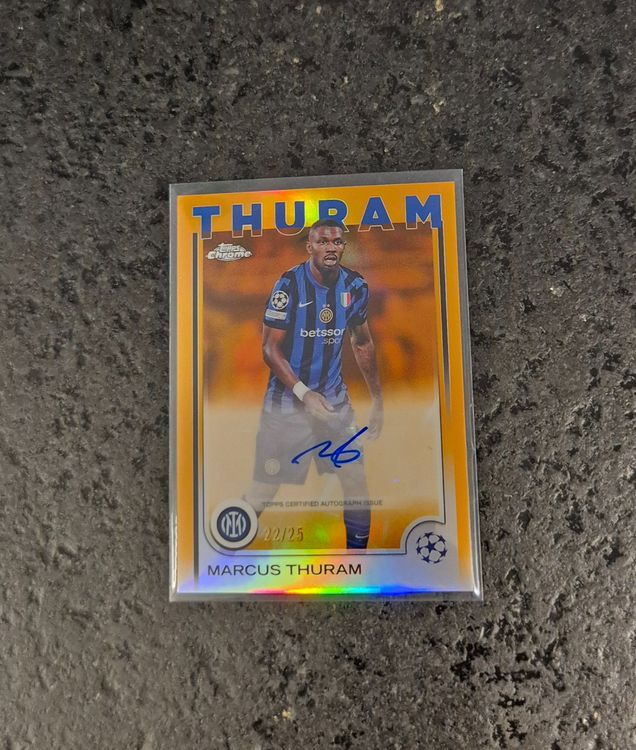 THURAM
Topps
Chrome
betsson
.sport
TOPPS CERTIFIED AUTOGRAPH ISSUE
22/25
MARCUS THURAM